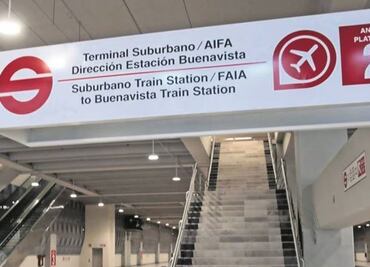 Terminal Suburbano/AIFA
Dirección Estación Buenavista
Suburbano Train Station/FAIA
to Buenavista Train Station